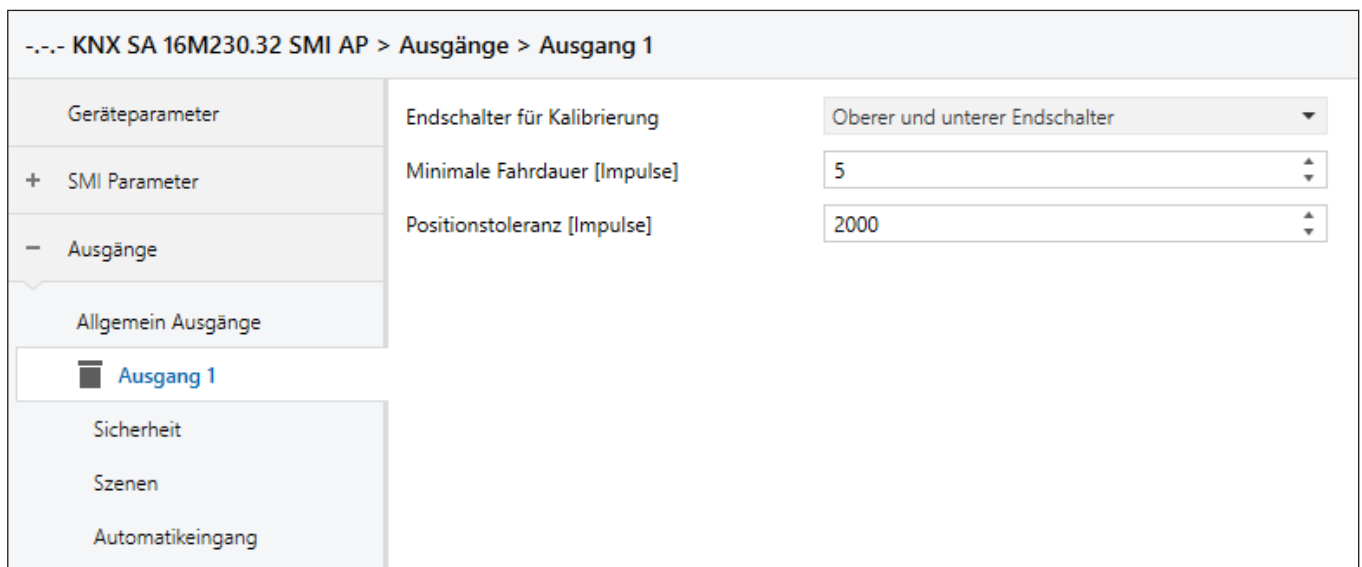 -.-.- KNX SA 16M230.32 SMI AP > Ausgänge > Ausgang 1
Geräteparameter
+ SMI Parameter
− Ausgänge
Allgemein Ausgänge
Ausgang 1
Sicherheit
Szenen
Automatikeingang
Endschalter für Kalibrierung Oberer und unterer Endschalter
Minimale Fahrdauer [Impulse] 5
Positionstoleranz [Impulse] 2000